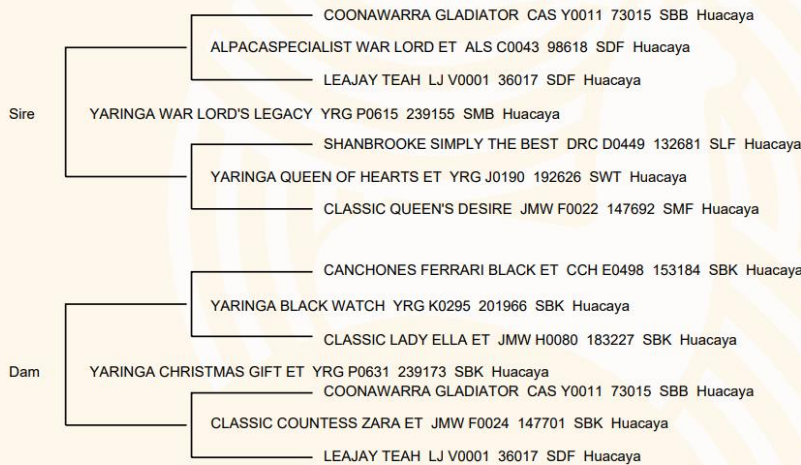 COONAWARRA GLADIATOR CAS Y0011 73015 SBB Huacaya
ALPACASPECIALIST WAR LORD ET ALS C0043 98618 SDF Huacaya
LEAJAY TEAH LJ V0001 36017 SDF Huacaya
Sire YARINGA WAR LORD'S LEGACY YRG P0615 239155 SMB Huacaya
SHANBROOKE SIMPLY THE BEST DRC D0449 132681 SLF Huacaya
YARINGA QUEEN OF HEARTS ET YRG J0190 192626 SWT Huacaya
CLASSIC QUEEN'S DESIRE JMW F0022 147692 SMF Huacaya
CANCHONES FERRARI BLACK ET CCH E0498 153184 SBK Huacaya
YARINGA BLACK WATCH YRG K0295 201966 SBK Huacaya
CLASSIC LADY ELLA ET JMW H0080 183227 SBK Huacaya
Dam YARINGA CHRISTMAS GIFT ET YRG P0631 239173 SBK Huacaya
COONAWARRA GLADIATOR CAS Y0011 73015 SBB Huacaya
CLASSIC COUNTESS ZARA ET JMW F0024 147701 SBK Huacaya
LEAJAY TEAH LJ V0001 36017 SDF Huacaya